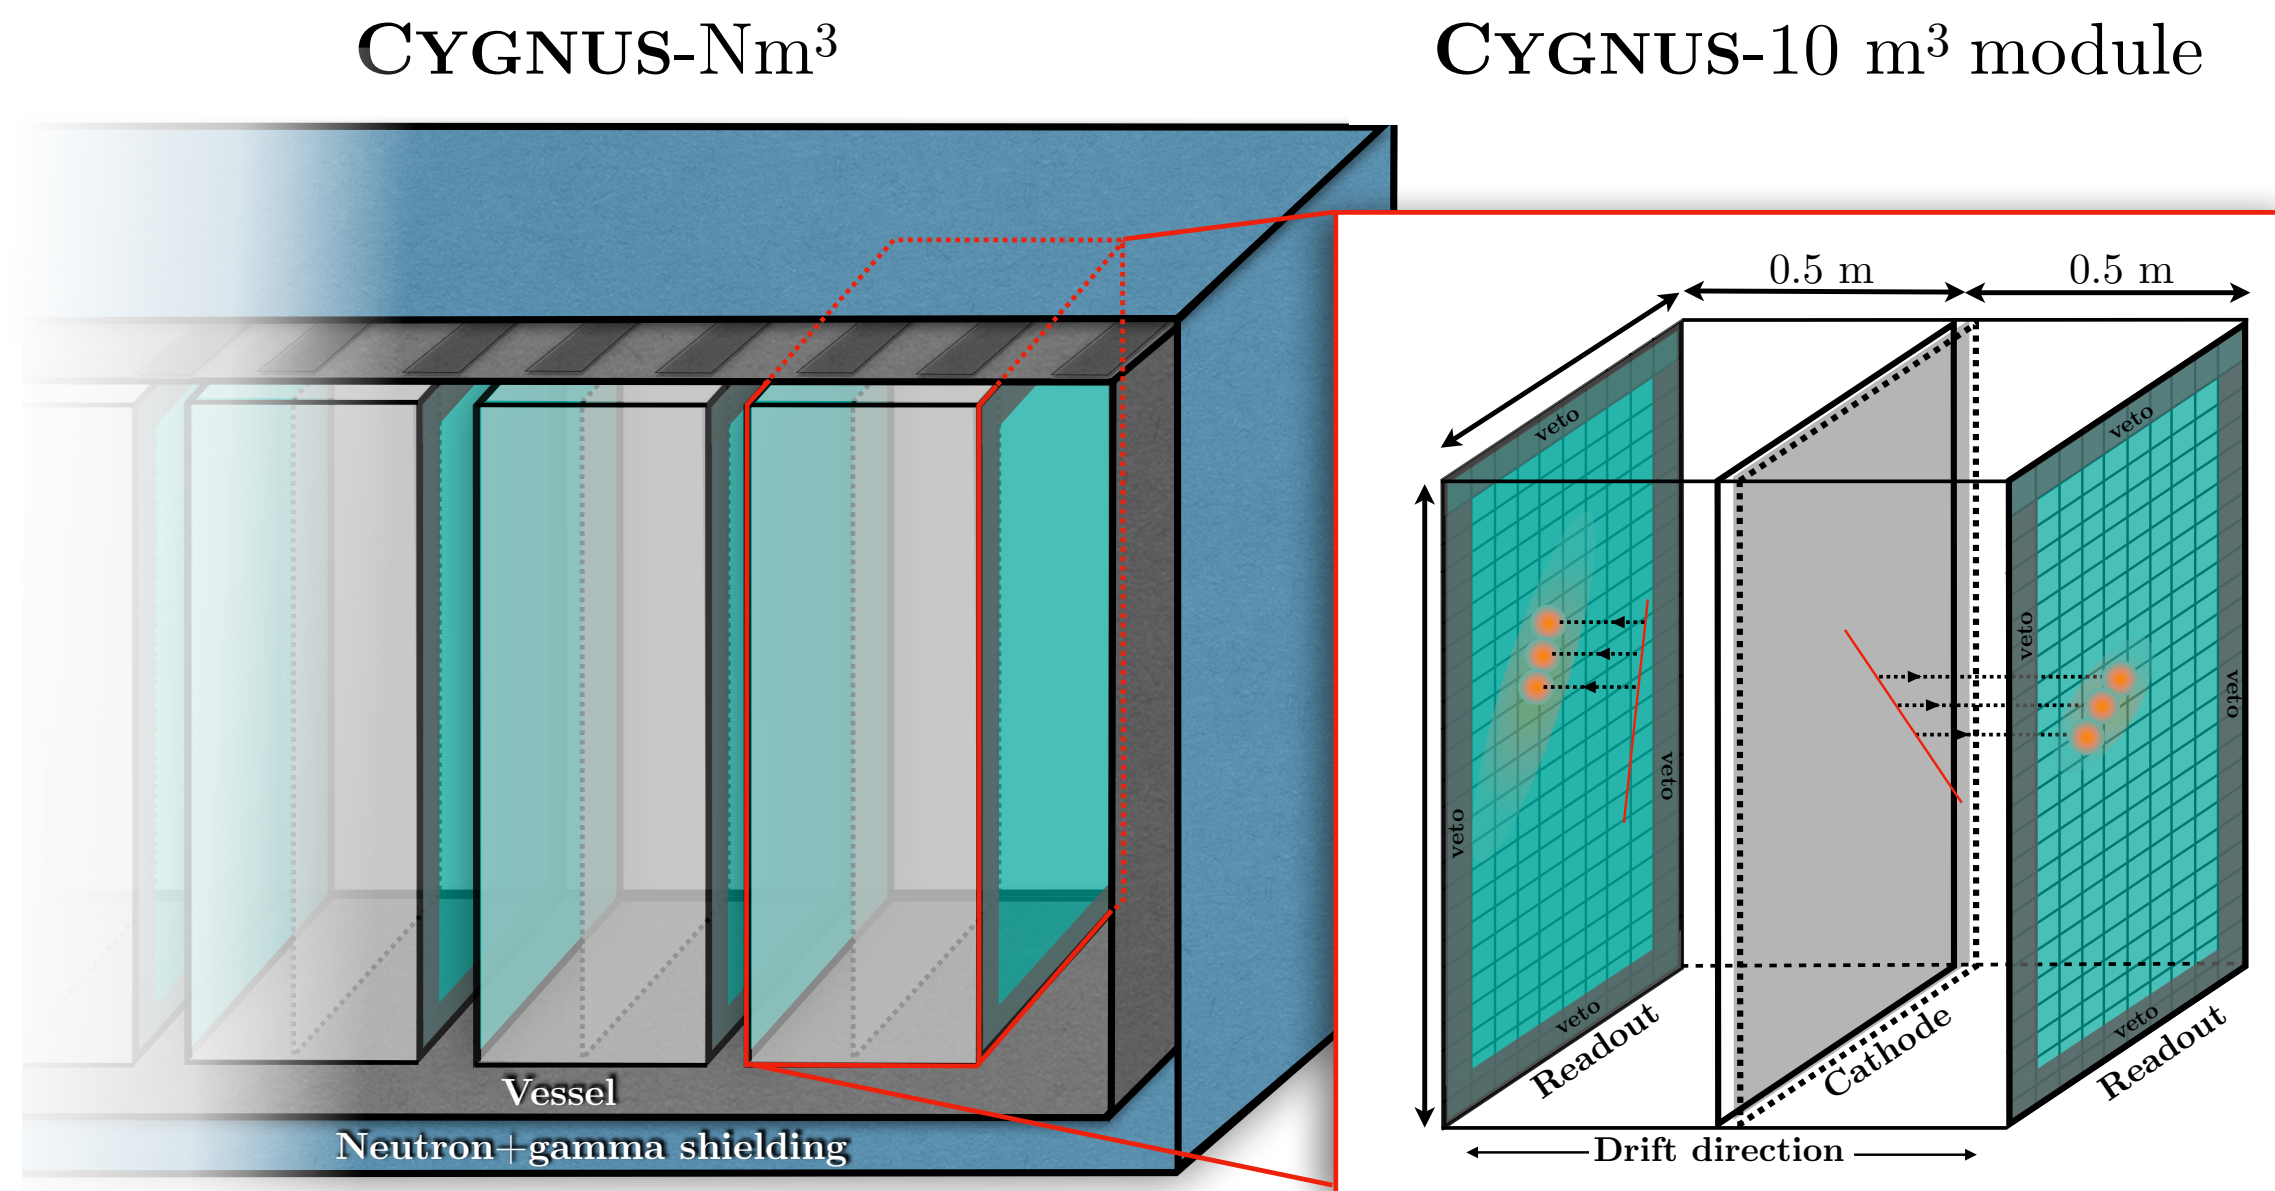 CYGNUS-Nm³
CYGNUS-10 m³ module
0.5 m
0.5 m
veto
veto
veto
veto
veto
veto
veto
veto
Readout
Cathode
Readout
Vessel
Neutron+gamma shielding
Drift direction